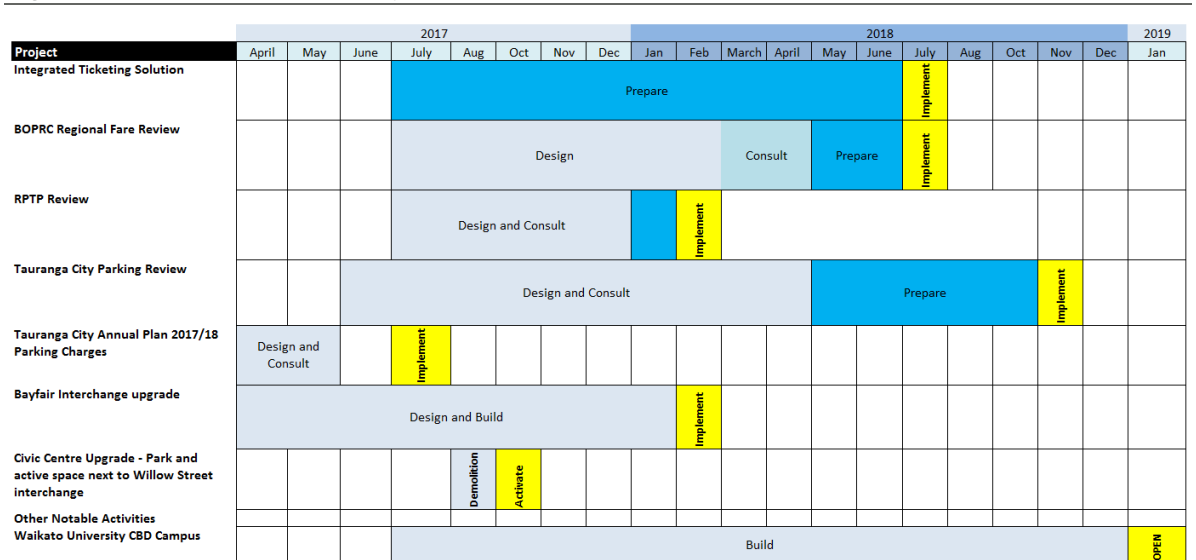 2017 2018 2019
Project April May June July Aug Oct Nov Dec Jan Feb March April May June July Aug Oct Nov Dec Jan
Integrated Ticketing Solution
Prepare Implement
BOPRC Regional Fare Review
Design Consult Prepare Implement
RPTP Review
Design and Consult Implement
Tauranga City Parking Review
Design and Consult Prepare Implement
Tauranga City Annual Plan 2017/18
Parking Charges
Design and
Consult
Implement
Bayfair Interchange upgrade
Design and Build Implement
Civic Centre Upgrade - Park and
active space next to Willow Street
interchange
Demolition Activate
Other Notable Activities
Waikato University CBD Campus
Build OPEN